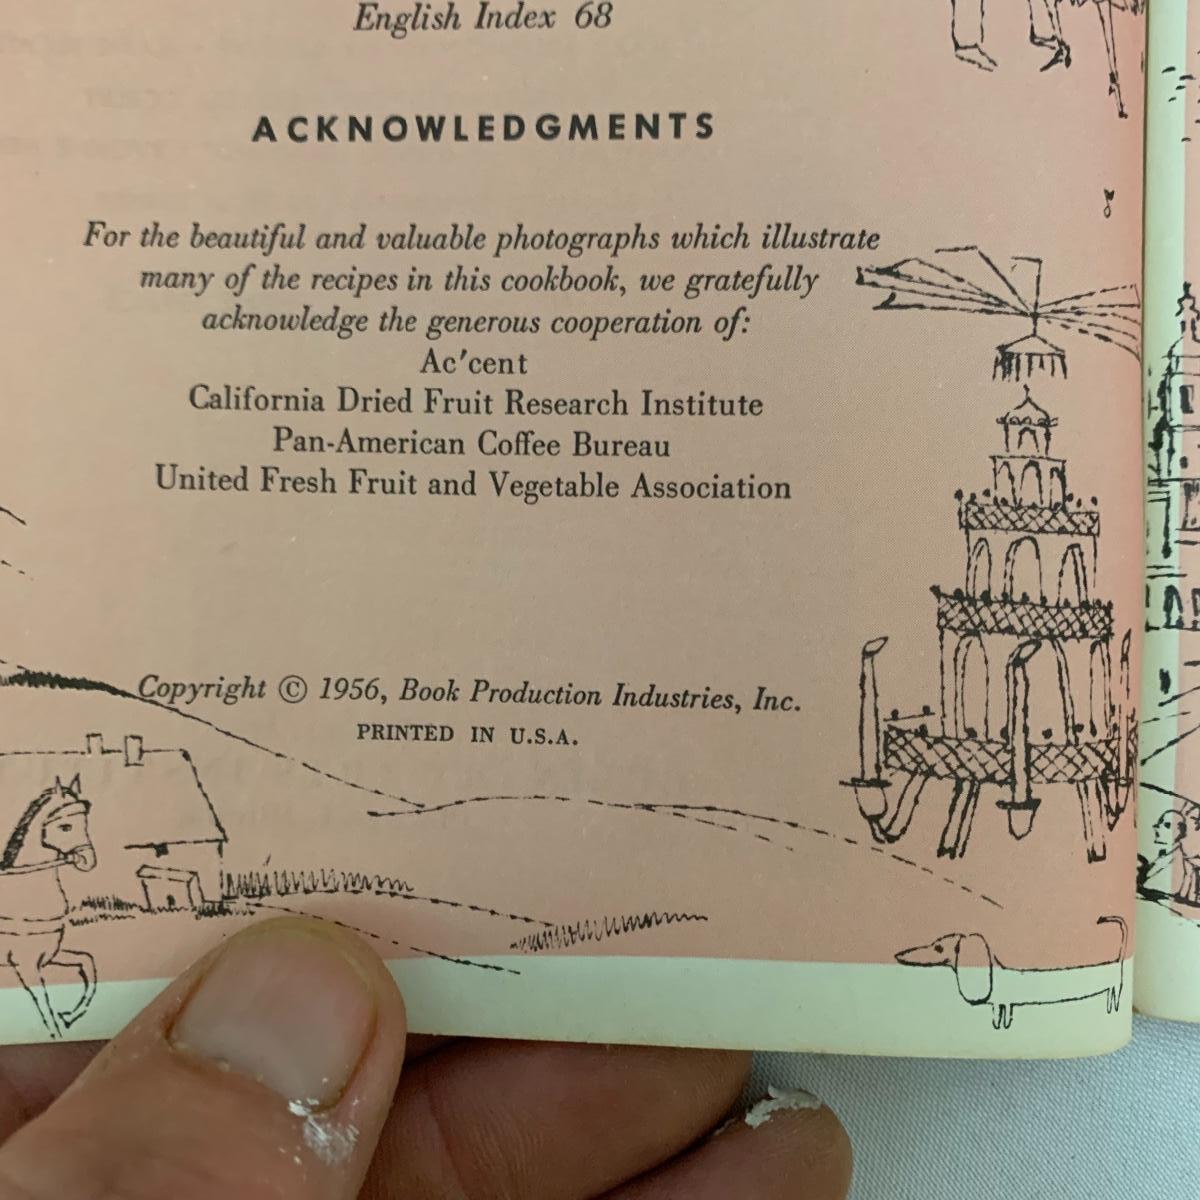 English Index 68
ACKNOWLEDGMENTS
For the beautiful and valuable photographs which illustrate
many of the recipes in this cookbook, we gratefully
acknowledge the generous cooperation of:
Ac'cent
California Dried Fruit Research Institute
Pan-American Coffee Bureau
United Fresh Fruit and Vegetable Association
Copyright © 1956, Book Production Industries, Inc.
PRINTED IN U.S.A.